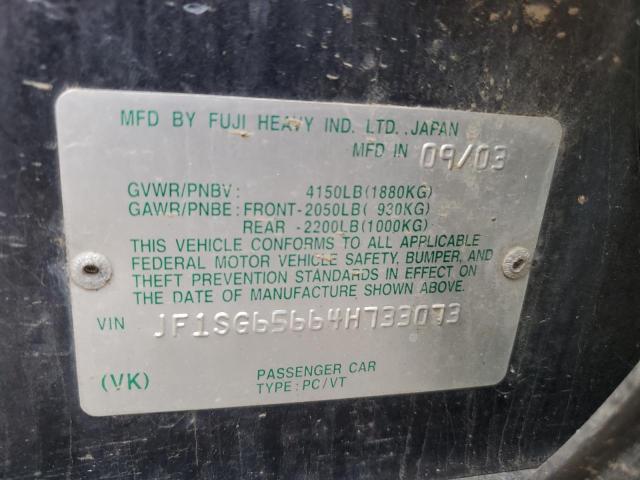 MFD BY FUJI HEAVY IND. LTD.,JAPAN
MFD IN 09/03
GVWR/PNBV: 4150LB(1880KG)
GAWR/PNBE: FRONT-2050LB( 930KG)
REAR -2200LB(1000KG)
THIS VEHICLE CONFORMS TO ALL APPLICABLE
FEDERAL MOTOR VEHICLE SAFETY, BUMPER, AND
THEFT PREVENTION STANDARDS IN EFFECT ON
THE DATE OF MANUFACTURE SHOWN ABOVE.
VIN JF1SG65664H733073
PASSENGER CAR
(VK) TYPE:PC/VT